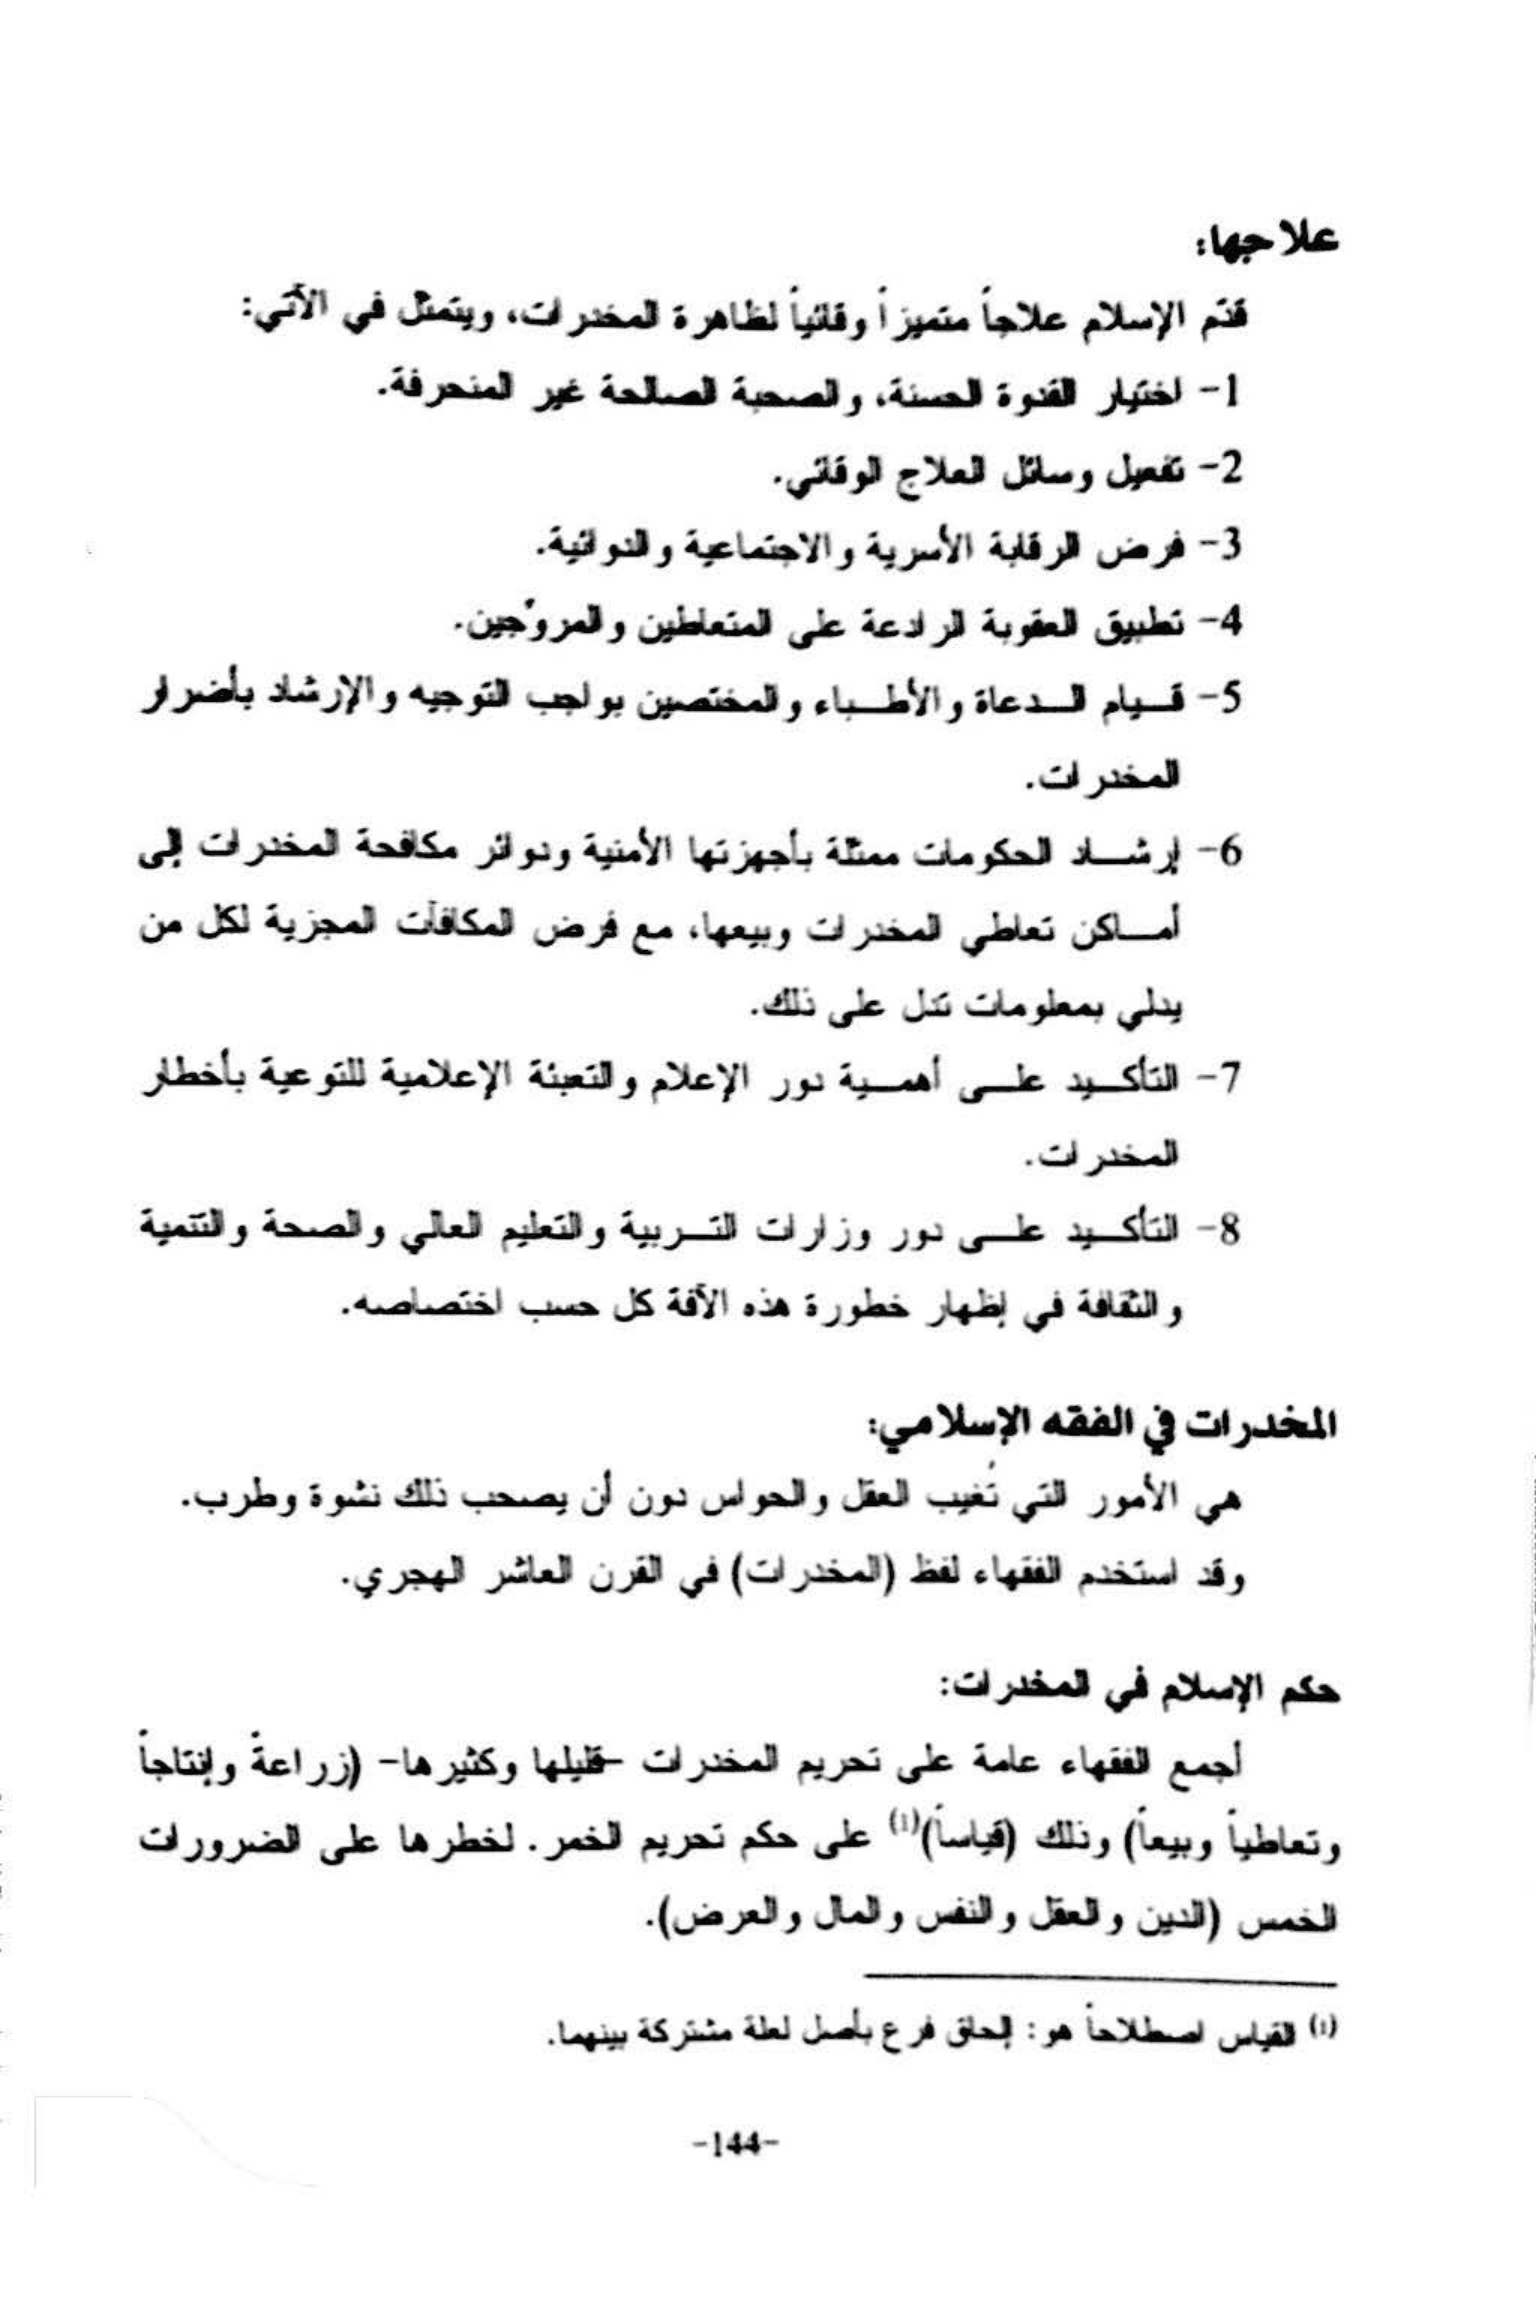 علاجها:
قدّم الإسلام علاجاً متميزاً وقائياً لظاهرة المخدرات، ويتمثل في الآتي:
1- اختيار القدوة الحسنة، والصحبة الصالحة غير المنحرفة.
2- تفعيل وسائل العلاج الوقائي.
3- فرض الرقابة الأسرية والاجتماعية والدوائية.
4- تطبيق العقوبة الرادعة على المتعاطين والمروّجين.
5- قيام الدعاة والأطباء والمختصين بواجب التوجيه والإرشاد بأضرار
المخدرات.
6- إرشاد الحكومات ممثلة بأجهزتها الأمنية ودوائر مكافحة المخدرات إلى
أماكن تعاطي المخدرات وبيعها، مع فرض المكافآت المجزية لكل من
يدلي بمعلومات تدل على ذلك.
7- التأكيد على أهمية دور الإعلام والتعبئة الإعلامية للتوعية بأخطار
المخدرات.
8- التأكيد على دور وزارات التربية والتعليم العالي والصحة والتنمية
والثقافة في إظهار خطورة هذه الآفة كل حسب اختصاصه.
المخدرات في الفقه الإسلامي:
هي الأمور التي تُغيب العقل والحواس دون أن يصحب ذلك نشوة وطرب.
وقد استخدم الفقهاء لفظ (المخدرات) في القرن العاشر الهجري.
حكم الإسلام في المخدرات:
أجمع الفقهاء عامة على تحريم المخدرات -قليلها وكثيرها- (زراعةً وإنتاجاً
وتعاطياً وبيعاً) وذلك (قياساً)(1) على حكم تحريم الخمر. لخطرها على الضرورات
الخمس (الدين والعقل والنفس والمال والعرض).
(1) القياس اصطلاحاً هو: إلحاق فرع بأصل لعلة مشتركة بينهما.
-144-